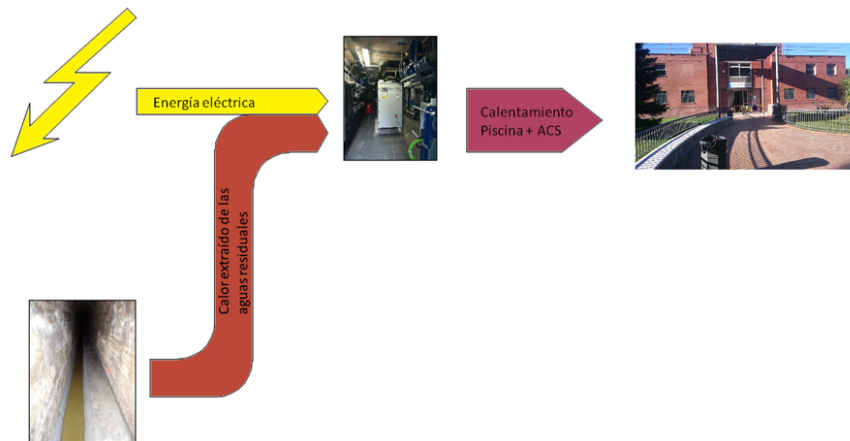 Energía eléctrica
Calentamiento
Piscina + ACS
Calor extraído de las
aguas residuales